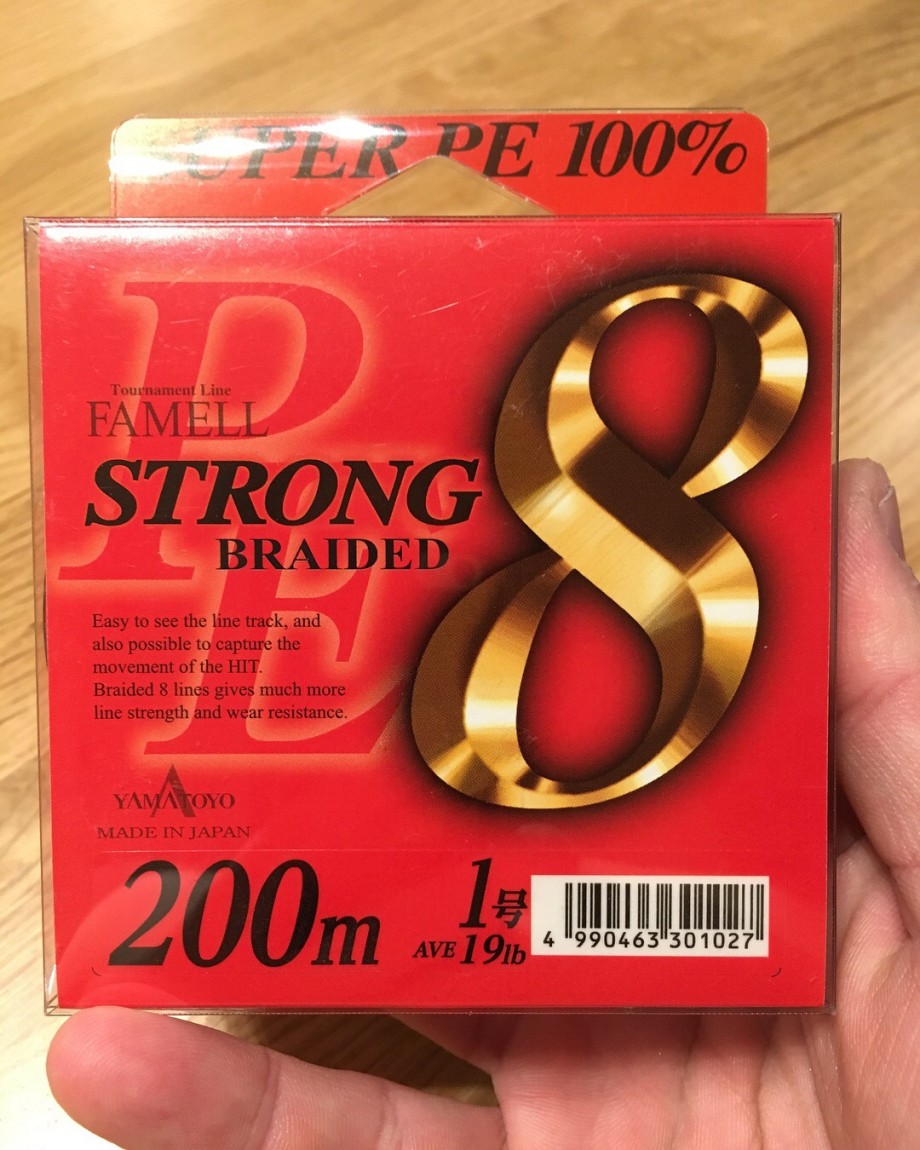 SUPER PE 100%
PE
8
Tournament Line
FAMELL
STRONG
BRAIDED
Easy to see the line track, and
also possible to capture the
movement of the HIT.
Braided 8 lines gives much more
line strength and wear resistance.
YAMATOYO
MADE IN JAPAN
200m
1号
AVE 19lb
4 990463 301027